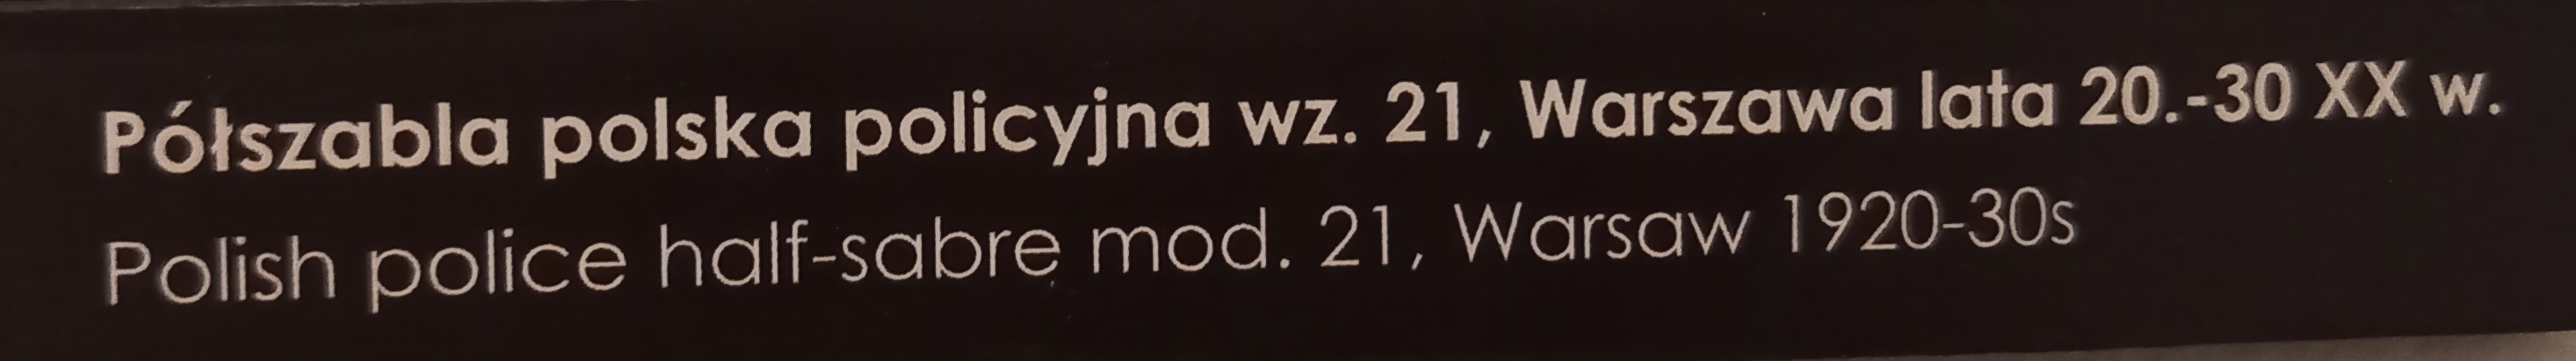 Półszabla polska policyjna wz. 21, Warszawa lata 20.-30 XX w.
Polish police half-sabre mod. 21, Warsaw 1920-30s